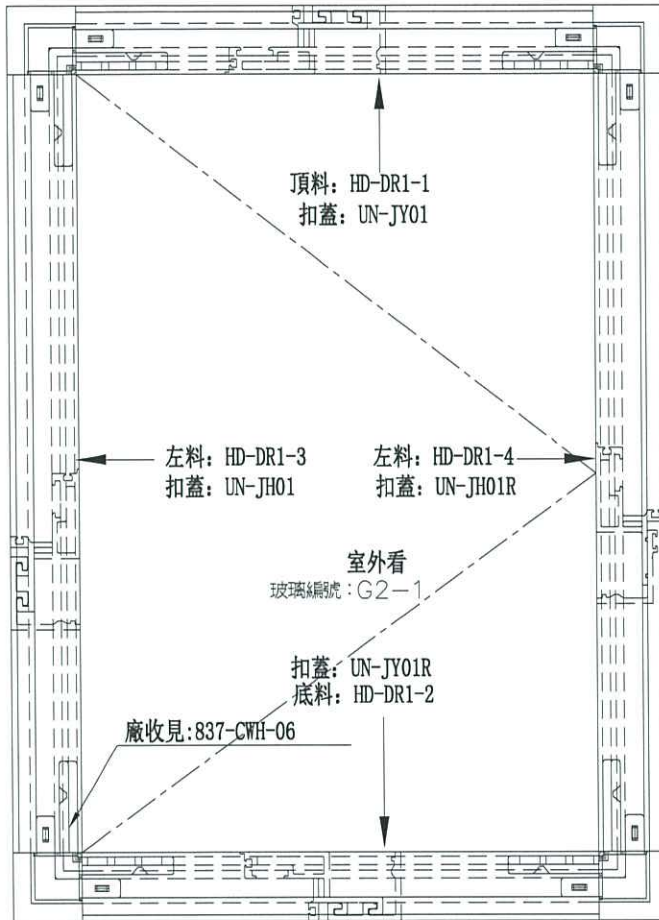 頂料: HD-DR1-1
扣蓋: UN-JY01
左料: HD-DR1-3
扣蓋: UN-JH01
左料: HD-DR1-4
扣蓋: UN-JH01R
室外看
玻璃編號:G2-1
扣蓋: UN-JY01R
底料: HD-DR1-2
廠收見:837-CWH-06